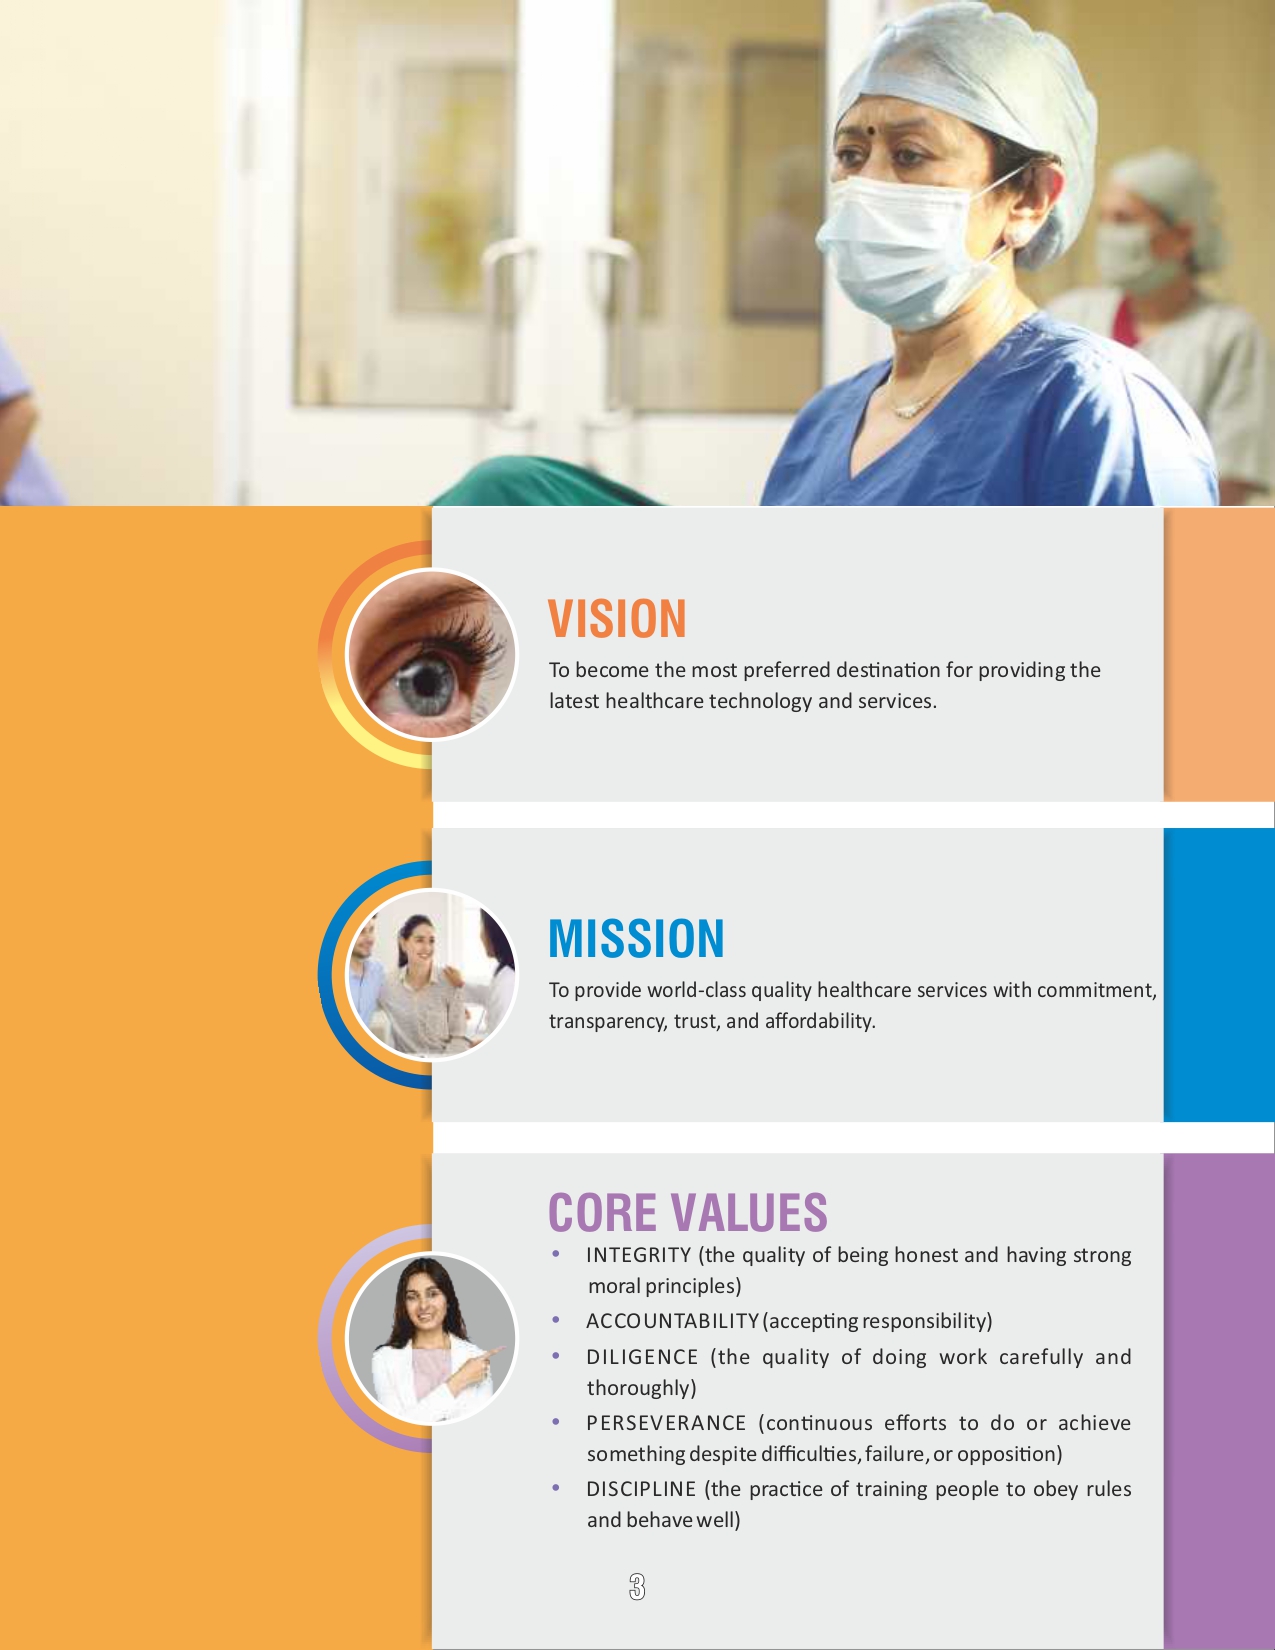 VISION
To become the most preferred destination for providing the
latest healthcare technology and services.
MISSION
To provide world-class quality healthcare services with commitment,
transparency, trust, and affordability.
CORE VALUES
• INTEGRITY (the quality of being honest and having strong
moral principles)
• ACCOUNTABILITY (accepting responsibility)
• DILIGENCE (the quality of doing work carefully and
thoroughly)
• PERSEVERANCE (continuous efforts to do or achieve
something despite difficulties, failure, or opposition)
• DISCIPLINE (the practice of training people to obey rules
and behave well)
3